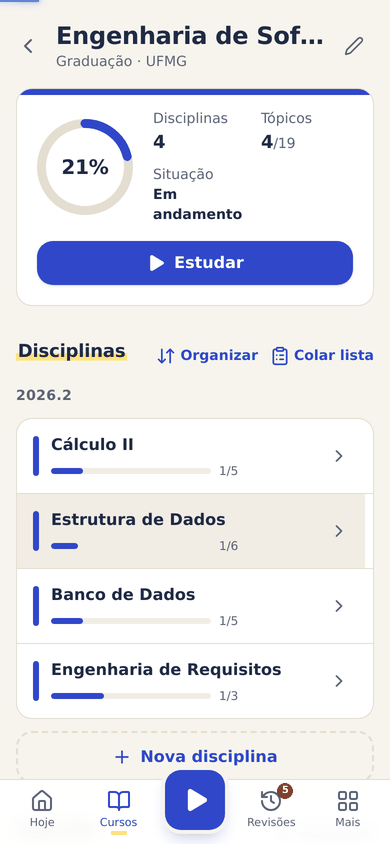 Engenharia de Sof...
Graduação · UFMG
Disciplinas
4
Tópicos
4/19
21%
Situação
Em
andamento
Estudar
Disciplinas
Organizar
Colar lista
2026.2
Cálculo II
1/5
Estrutura de Dados
1/6
Banco de Dados
1/5
Engenharia de Requisitos
1/3
Nova disciplina
5
Hoje
Cursos
Revisões
Mais